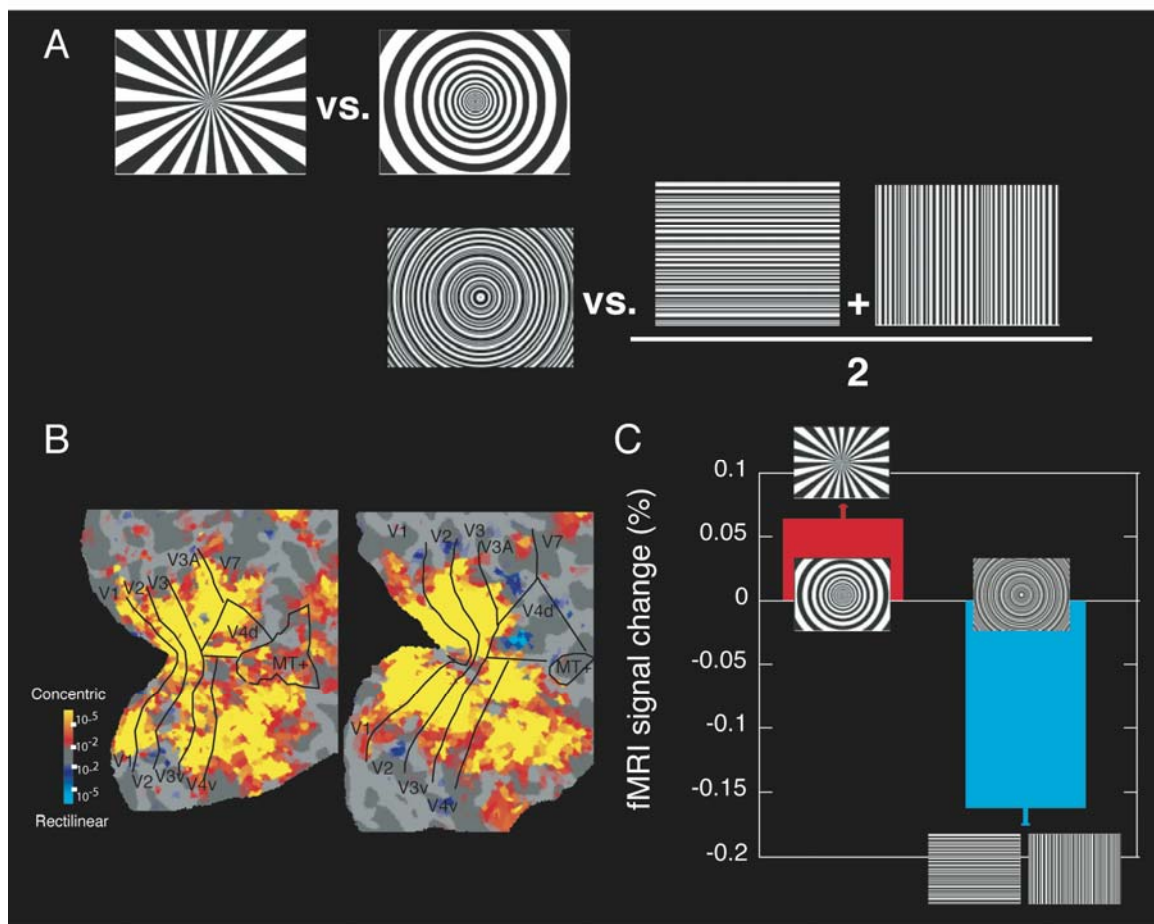 A
vs.
vs.
+
2
B
V1
V2
V3
V3A
V7
V4d
MT+
V1
V2
V3v
V4v
V1
V2
V3
V3A
V7
V4d
MT+
V1
V2
V3v
V4v
Concentric
10-5
10-2
10-2
10-5
Rectilinear
C
fMRI signal change (%)
0.1
0.05
0
-0.05
-0.1
-0.15
-0.2